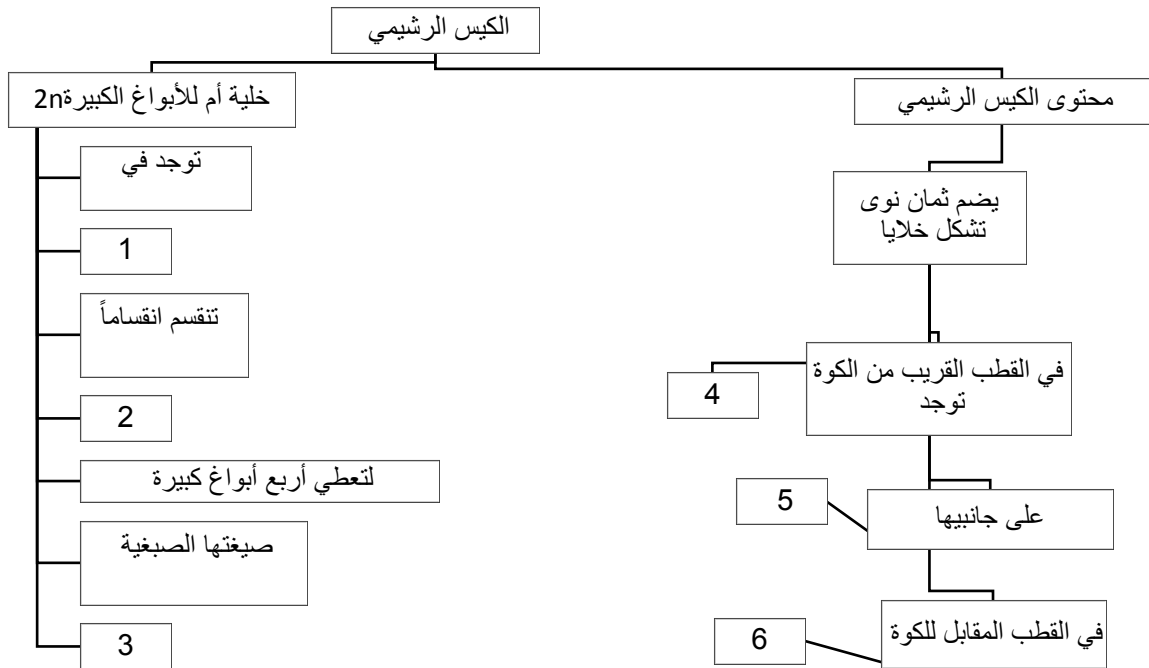 الكيس الرشيمي
خلية أم للأبواغ الكبيرة2n
توجد في
1
تنقسم انقساماً
2
لتعطي أربع أبواغ كبيرة
صيغتها الصبغية
3
محتوى الكيس الرشيمي
يضم ثمان نوى
تشكل خلايا
في القطب القريب من الكوة
توجد
4
على جانبيها
5
في القطب المقابل للكوة
6